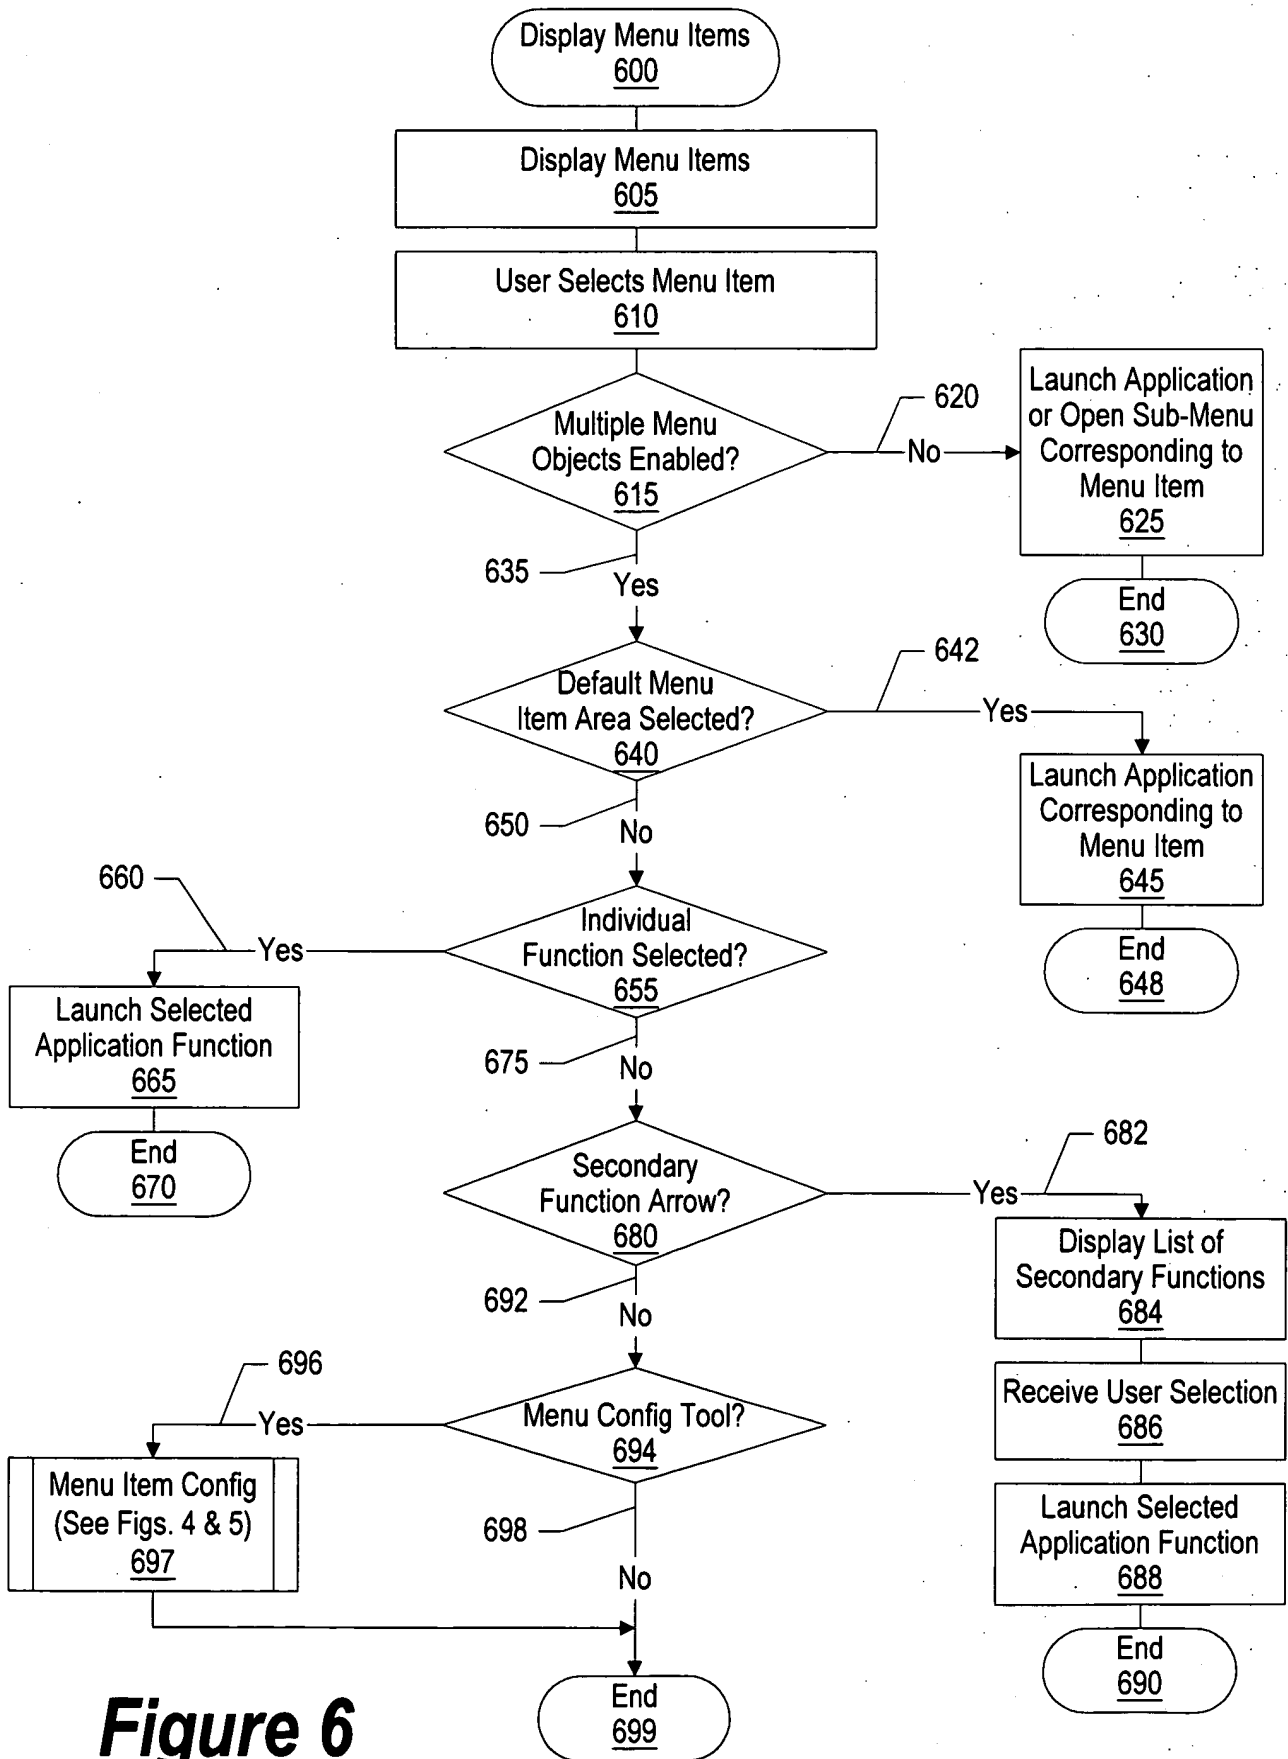 Display Menu Items
600
Display Menu Items
605
User Selects Menu Item
610
Multiple Menu
Objects Enabled?
615
620
No
Launch Application
or Open Sub-Menu
Corresponding to
Menu Item
625
End
630
635
Yes
Default Menu
Item Area Selected?
640
642
Yes
Launch Application
Corresponding to
Menu Item
645
End
648
650
No
Individual
Function Selected?
655
660
Yes
Launch Selected
Application Function
665
End
670
675
No
Secondary
Function Arrow?
680
682
Yes
Display List of
Secondary Functions
684
Receive User Selection
686
Launch Selected
Application Function
688
End
690
692
No
Menu Config Tool?
694
696
Yes
Menu Item Config
(See Figs. 4 & 5)
697
698
No
End
699
Figure 6